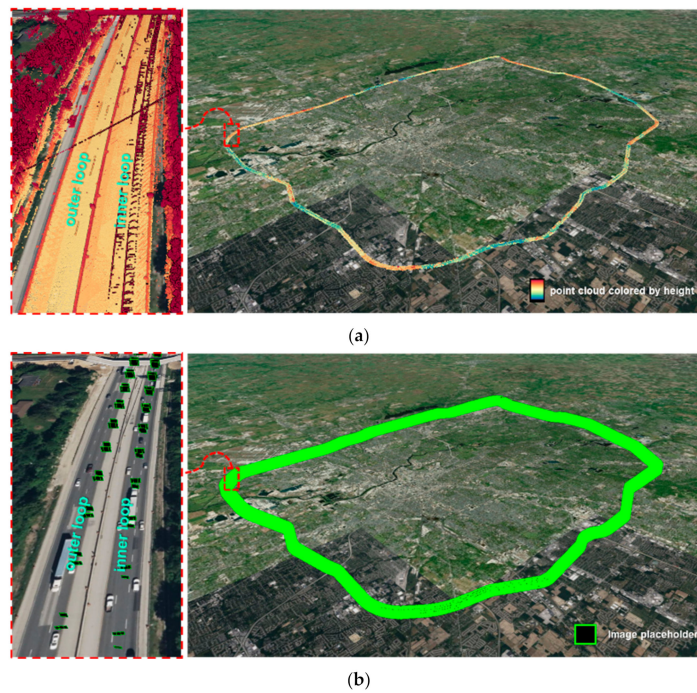 outer loop
inner loop
point cloud colored by height
(a)
outer loop
inner loop
Image placeholder
(b)